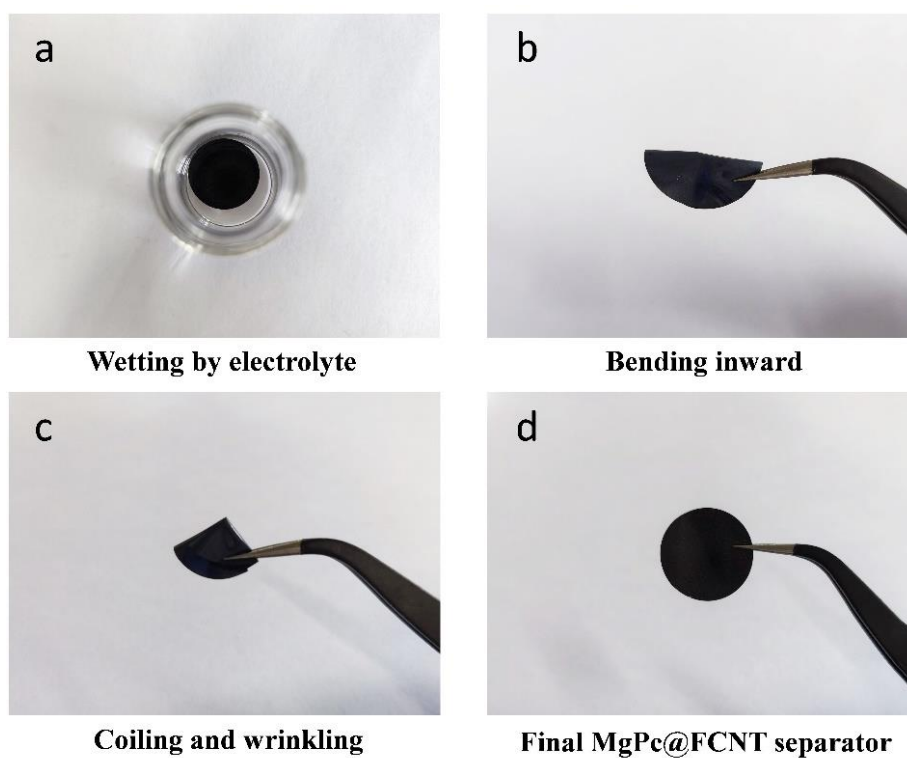 a
b
Wetting by electrolyte
Bending inward
c
d
Coiling and wrinkling
Final MgPc@FCNT separator